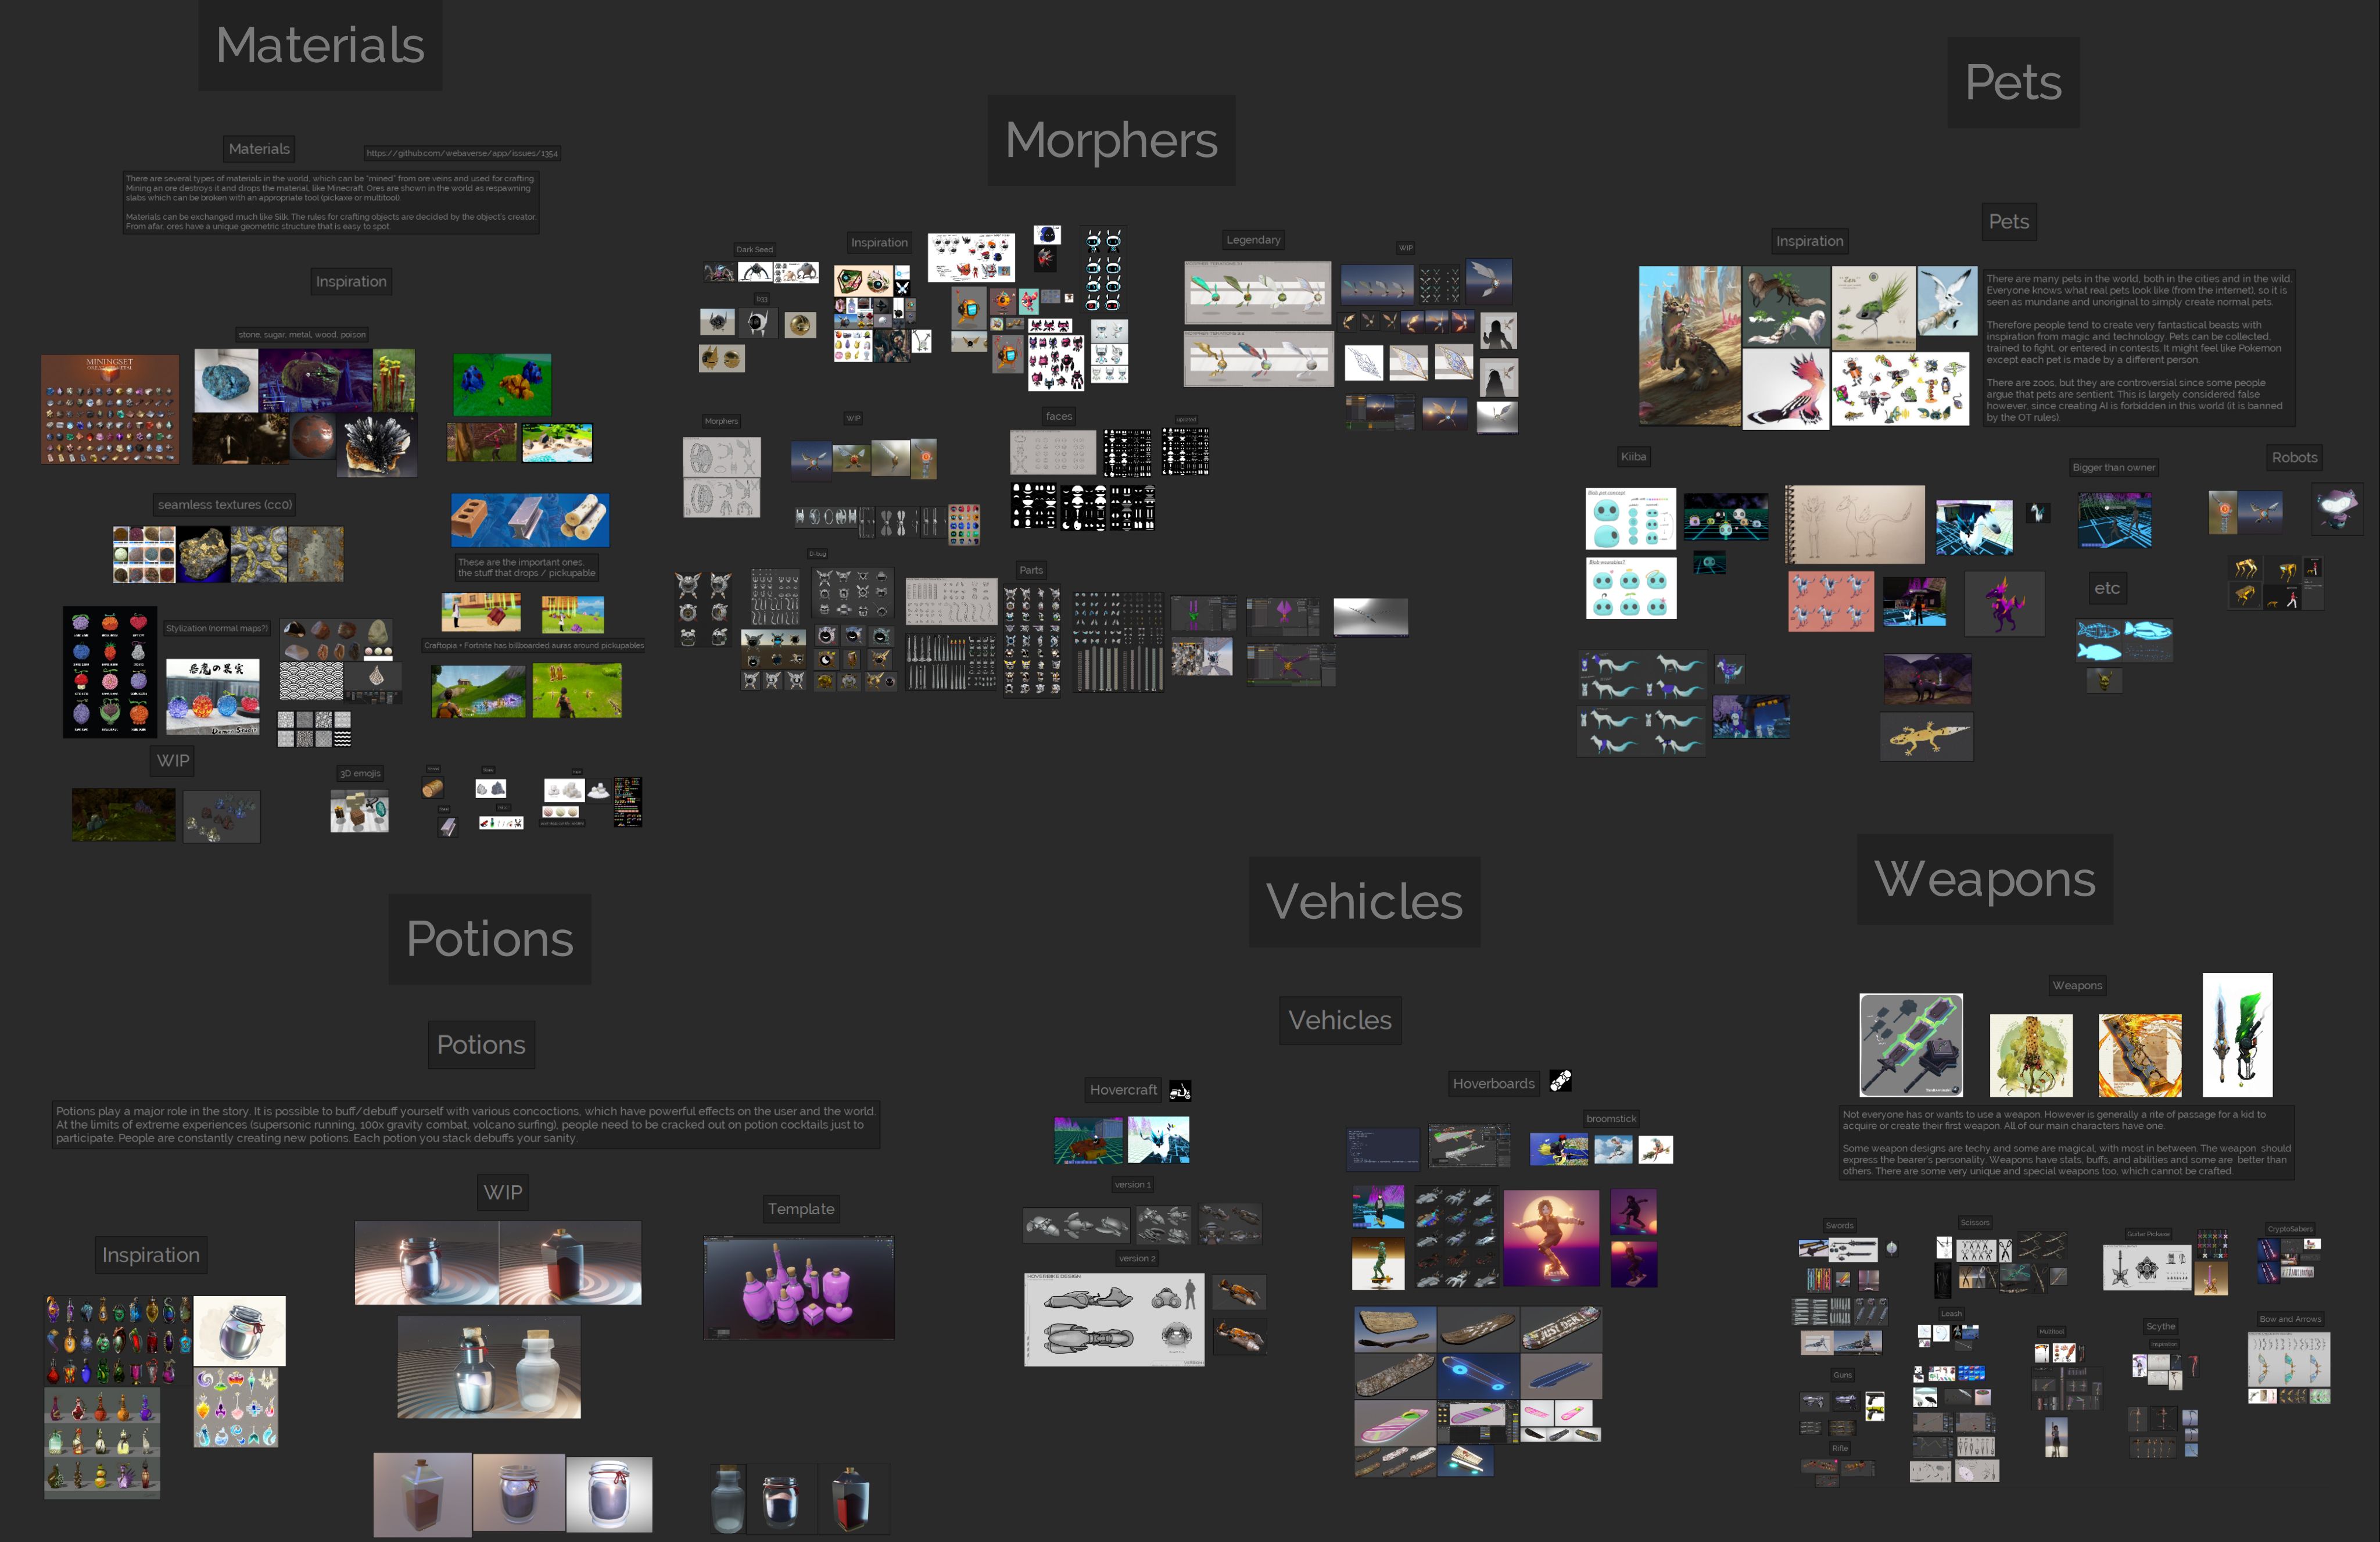 Materials
Materials
https://github.com/webaverse/app/issues/1354
There are several types of materials in the world, which can be "mined" from ore veins and used for crafting.
Mining an ore destroys it and drops the material, like Minecraft. Ores are shown in the world as respawning
slabs which can be broken with an appropriate tool (pickaxe or multitool).
Materials can be exchanged much like Silk. The rules for crafting objects are decided by the object's creator
From afar, ores have a unique geometric structure that is easy to spot.
Inspiration
stone, sugar, metal, wood, poison
MININGSET
seamless textures (cc0)
These are the important ones,
the stuff that drops / pickupable
Stylization (normal maps?)
Craftopia + Fortnite has billboarded auras around pickupables
悪魔の果実
WIP
3D emojis
Morphers
Dark Seed
b33
Inspiration
Legendary
WIP
Morphers
WIP
faces
updated
D-bug
Parts
Pets
Pets
Inspiration
There are many pets in the world, both in the cities and in the wild.
Everyone knows what real pets look like (from the internet), so it is
seen as mundane and unoriginal to simply create normal pets.
Therefore people tend to create very fantastical beasts with
inspiration from magic and technology. Pets can be collected,
trained to fight, or entered in contests. It might feel like Pokemon
except each pet is made by a different person.
There are zoos, but they are controversial since some people
argue that pets are sentient. This is largely considered false
however, since creating AI is forbidden in this world (it is banned
by the OT rules).
Kiiba
Bigger than owner
Robots
etc
Potions
Potions
Potions play a major role in the story. It is possible to buff/debuff yourself with various concoctions, which have powerful effects on the user and the world.
At the limits of extreme experiences (supersonic running, 100x gravity combat, volcano surfing), people need to be cracked out on potion cocktails just to
participate. People are constantly creating new potions. Each potion you stack debuffs your sanity.
WIP
Template
Inspiration
Vehicles
Vehicles
Hovercraft
Hoverboards
broomstick
version 1
version 2
HOVERBIKE DESIGN
Weapons
Weapons
Not everyone has or wants to use a weapon. However is generally a rite of passage for a kid to
acquire or create their first weapon. All of our main characters have one.
Some weapon designs are techy and some are magical, with most in between. The weapon should
express the bearer's personality. Weapons have stats, buffs, and abilities and some are better than
others. There are some very unique and special weapons too, which cannot be crafted.
Swords
Scissors
Guitar Pickaxe
CryptoSabers
Leash
Multitool
Scythe
Inspiration
Bow and Arrows
Guns
Rifle